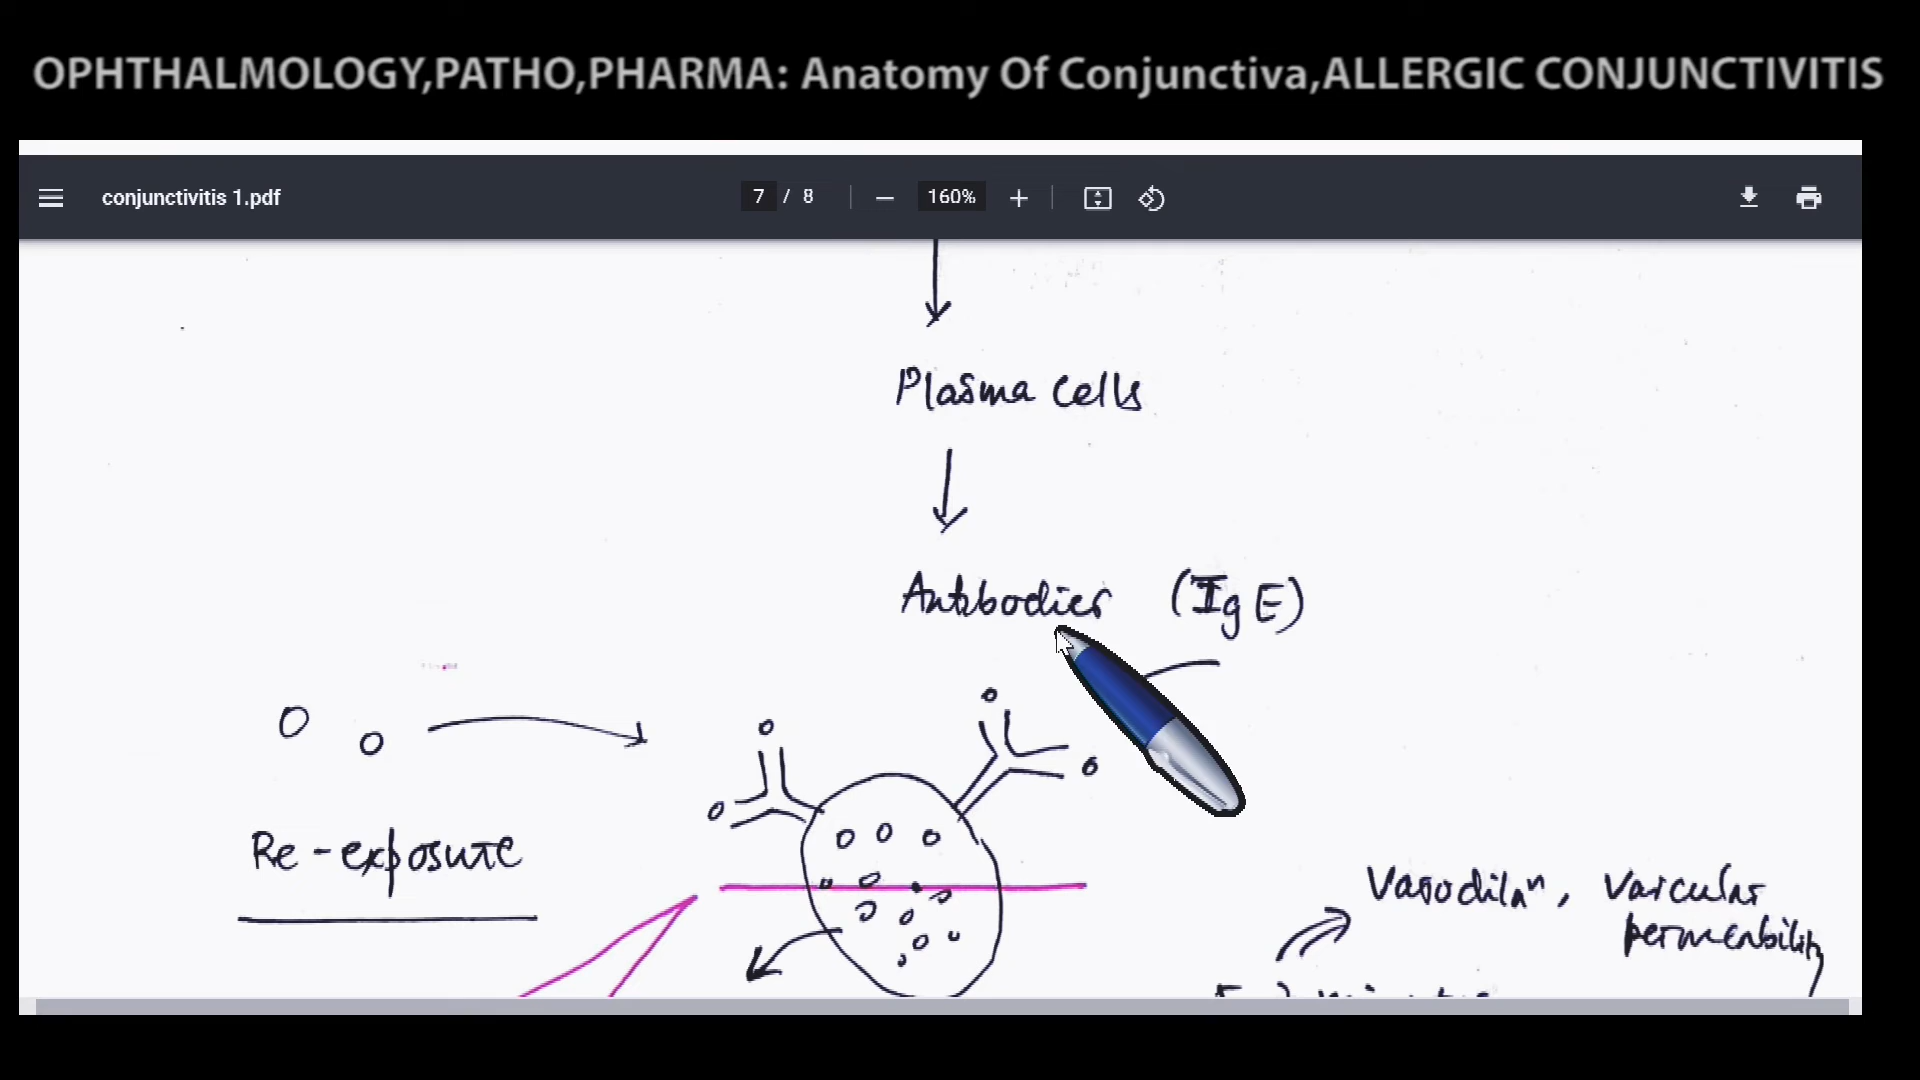 OPHTHALMOLOGY,PATHO,PHARMA: Anatomy Of Conjunctiva,ALLERGIC CONJUNCTIVITIS
conjunctivitis 1.pdf
7 / 8
160%
Plasma cells
Antibodies (IgE)
Re-exposure
Vasodilaⁿ, Vascular
permeability